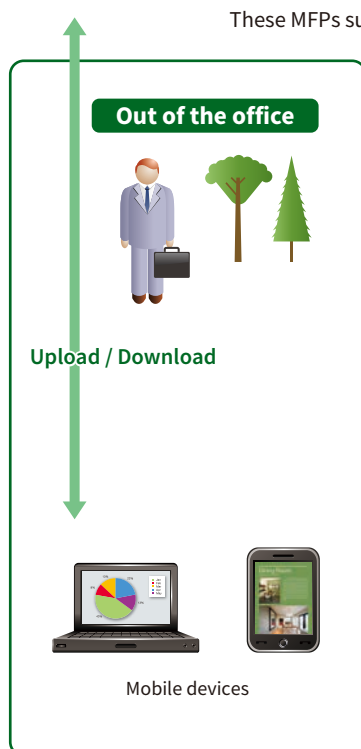 These MFPs su
Out of the office
Upload / Download
Mobile devices